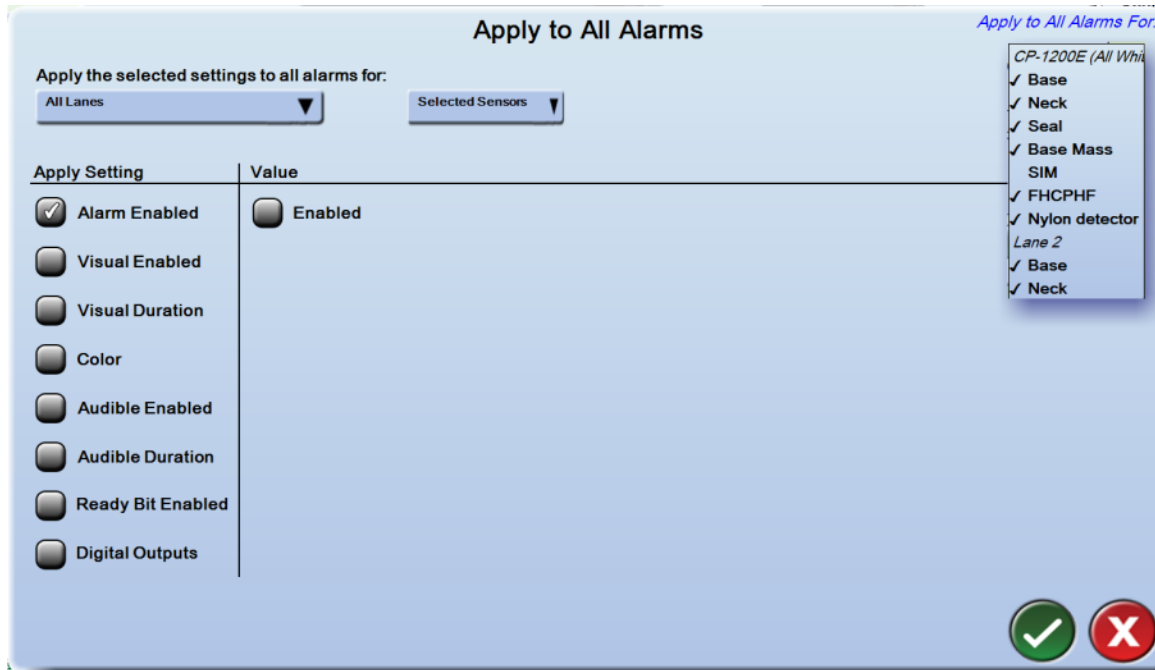 Apply to All Alarms
Apply to All Alarms For:
Apply the selected settings to all alarms for:
All Lanes
Selected Sensors
CP-1200E (All
Base
Neck
Seal
Base Mass
SIM
FHCPHF
Nylon detector
Lane 2
Base
Neck
Apply Setting
Value
Alarm Enabled
Enabled
Visual Enabled
Visual Duration
Color
Audible Enabled
Audible Duration
Ready Bit Enabled
Digital Outputs